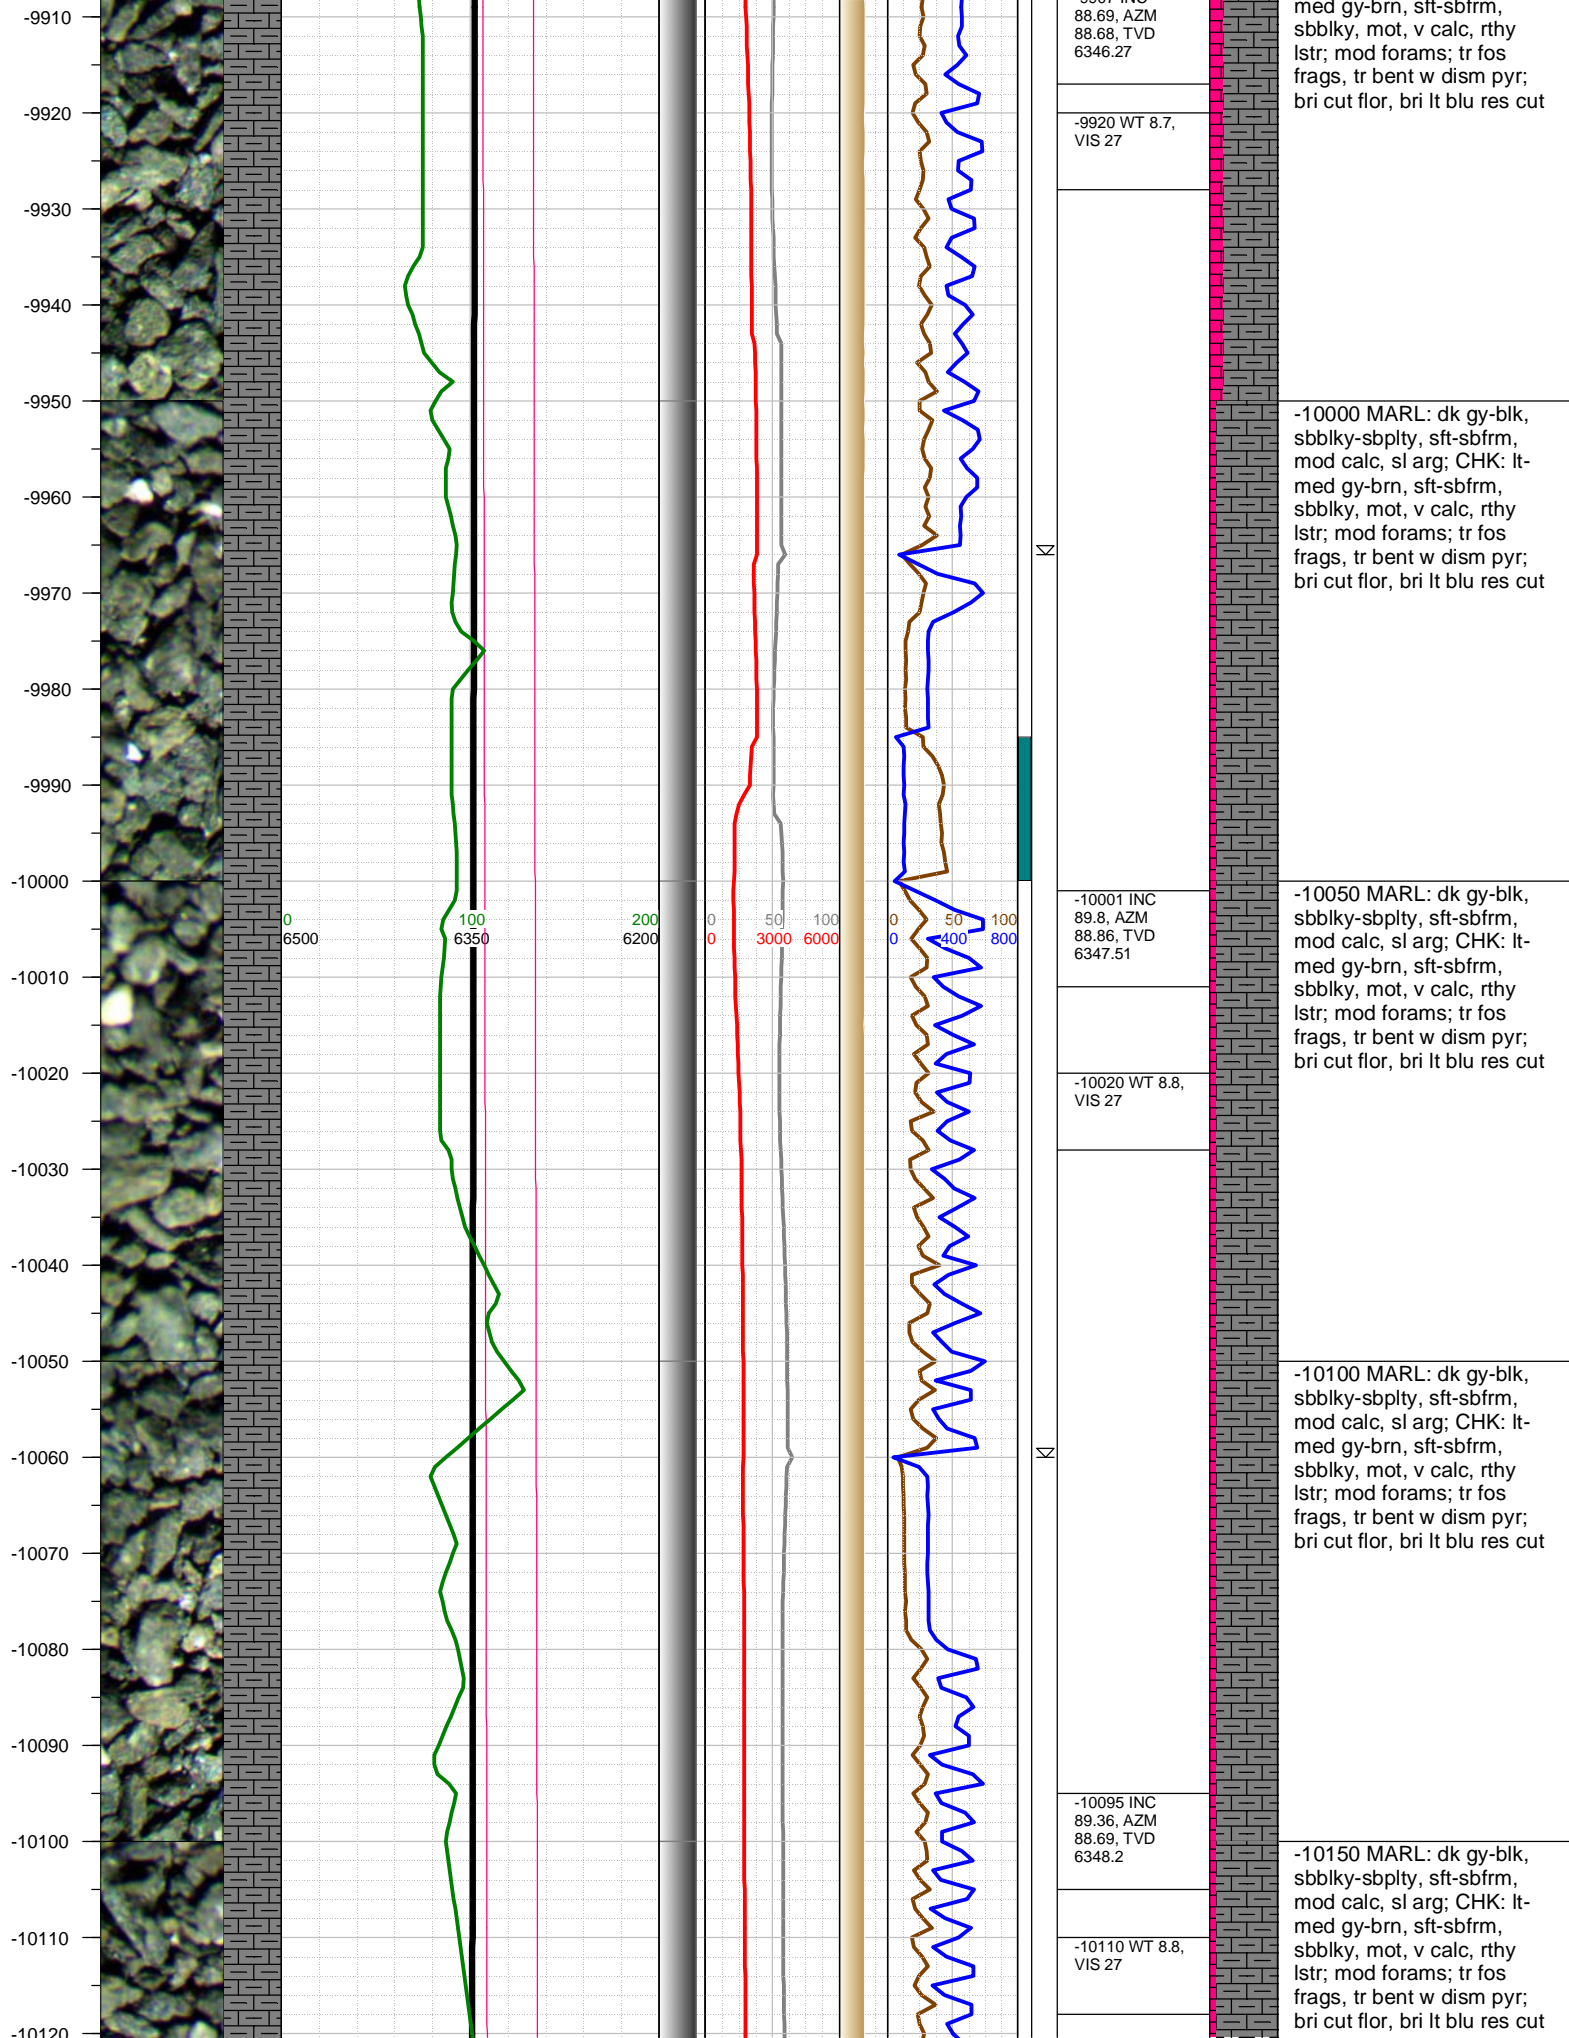 -9910
-9920
-9930
-9940
-9950
-9960
-9970
-9980
-9990
-10000
-10010
-10020
-10030
-10040
-10050
-10060
-10070
-10080
-10090
-10100
-10110
-10120
0 100 200
6500 6350 6200
0 50 100
0 3000 6000
0 50 100
0 400 800
88.69, AZM
88.68, TVD
6346.27
-9920 WT 8.7,
VIS 27
-10001 INC
89.8, AZM
88.86, TVD
6347.51
-10020 WT 8.8,
VIS 27
-10095 INC
89.36, AZM
88.69, TVD
6348.2
-10110 WT 8.8,
VIS 27
med gy-brn, sft-sbfrm,
sbblky, mot, v calc, rthy
lstr; mod forams; tr fos
frags, tr bent w dism pyr;
bri cut flor, bri lt blu res cut
-10000 MARL: dk gy-blk,
sbblky-sbplty, sft-sbfrm,
mod calc, sl arg; CHK: lt-
med gy-brn, sft-sbfrm,
sbblky, mot, v calc, rthy
lstr; mod forams; tr fos
frags, tr bent w dism pyr;
bri cut flor, bri lt blu res cut
-10050 MARL: dk gy-blk,
sbblky-sbplty, sft-sbfrm,
mod calc, sl arg; CHK: lt-
med gy-brn, sft-sbfrm,
sbblky, mot, v calc, rthy
lstr; mod forams; tr fos
frags, tr bent w dism pyr;
bri cut flor, bri lt blu res cut
-10100 MARL: dk gy-blk,
sbblky-sbplty, sft-sbfrm,
mod calc, sl arg; CHK: lt-
med gy-brn, sft-sbfrm,
sbblky, mot, v calc, rthy
lstr; mod forams; tr fos
frags, tr bent w dism pyr;
bri cut flor, bri lt blu res cut
-10150 MARL: dk gy-blk,
sbblky-sbplty, sft-sbfrm,
mod calc, sl arg; CHK: lt-
med gy-brn, sft-sbfrm,
sbblky, mot, v calc, rthy
lstr; mod forams; tr fos
frags, tr bent w dism pyr;
bri cut flor, bri lt blu res cut